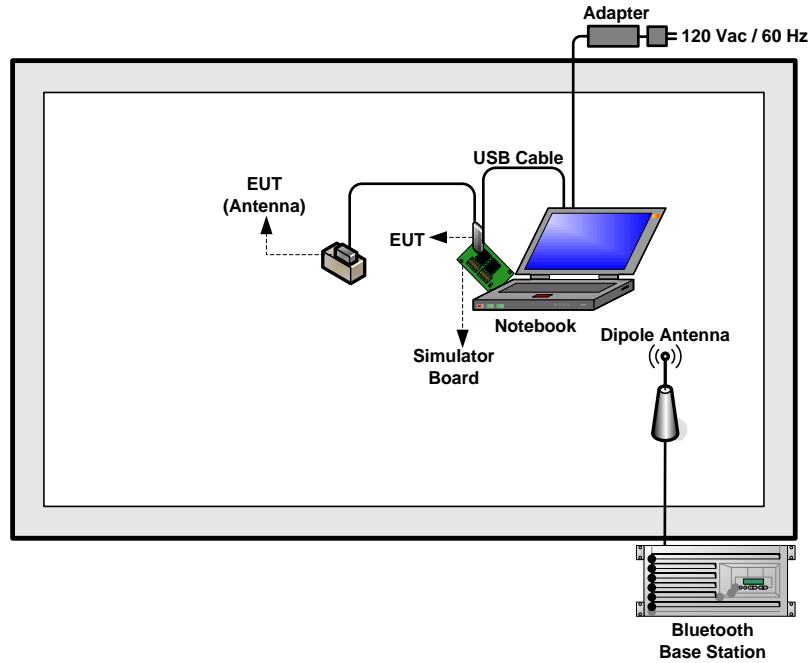 Adapter
120 Vac / 60 Hz
USB Cable
EUT
(Antenna)
EUT
Notebook
Simulator
Board
Dipole Antenna
Bluetooth
Base Station